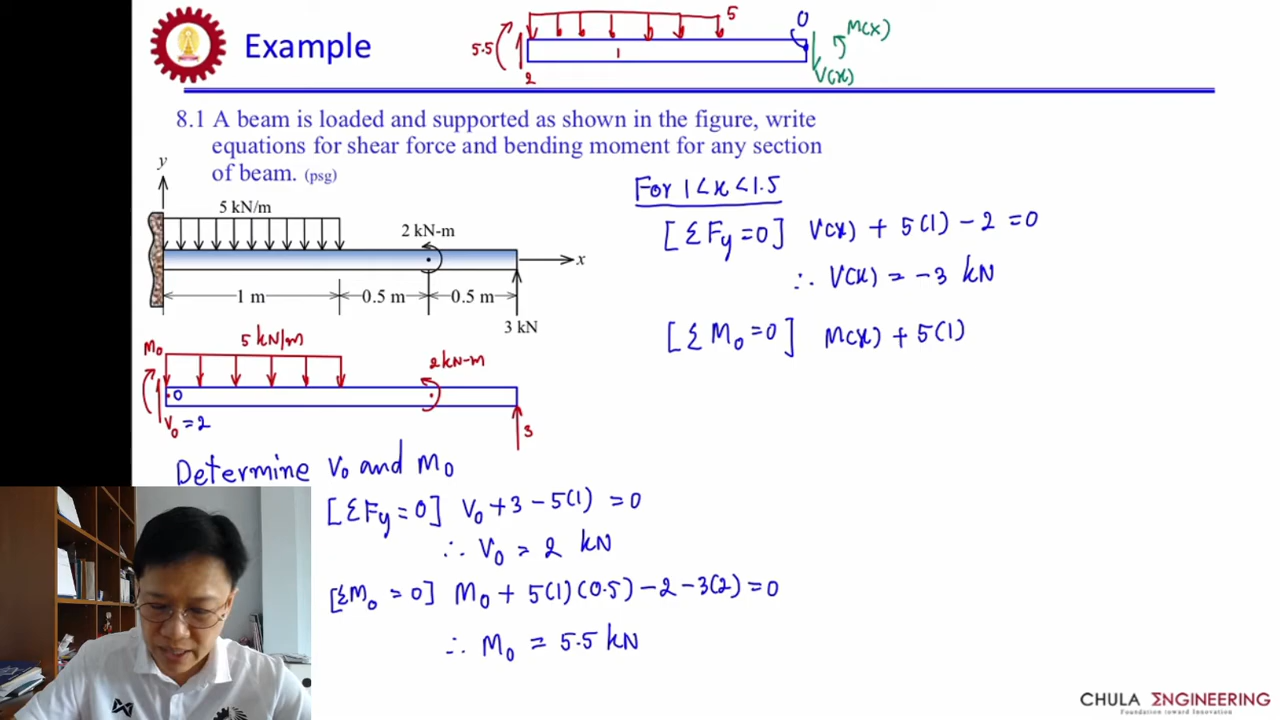 Example
5.5
2
1
5
O
M(x)
V(x)
8.1 A beam is loaded and supported as shown in the figure, write
equations for shear force and bending moment for any section
of beam. (psg)
y
5 kN/m
2 kN-m
x
1 m
0.5 m
0.5 m
3 kN
M₀
5 kN/m
2 kN-m
O
V₀ = 2
3
Determine V₀ and M₀
[ΣFy = 0] V₀ + 3 - 5(1) = 0
∴ V₀ = 2 kN
[ΣM₀ = 0] M₀ + 5(1)(0.5) - 2 - 3(2) = 0
∴ M₀ = 5.5 kN
For 1 < x < 1.5
[ΣFy = 0] V(x) + 5(1) - 2 = 0
∴ V(x) = -3 kN
[ΣM₀ = 0] M(x) + 5(1)
CHULA ΣNGINEERING
Foundation toward Innovation